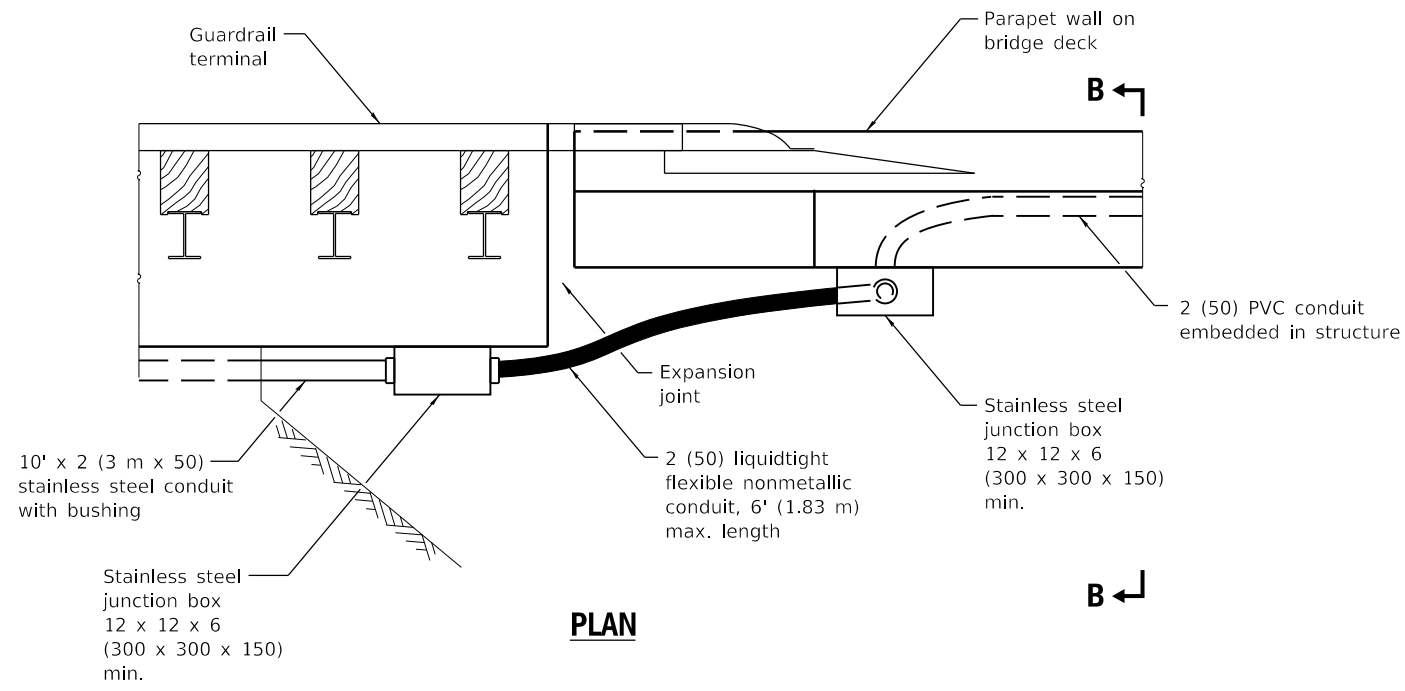 Guardrail
terminal
Parapet wall on
bridge deck
B
2 (50) PVC conduit
embedded in structure
Expansion
joint
Stainless steel
junction box
12 x 12 x 6
(300 x 300 x 150)
min.
10' x 2 (3 m x 50)
stainless steel conduit
with bushing
2 (50) liquidtight
flexible nonmetallic
conduit, 6' (1.83 m)
max. length
Stainless steel
junction box
12 x 12 x 6
(300 x 300 x 150)
min.
B
PLAN